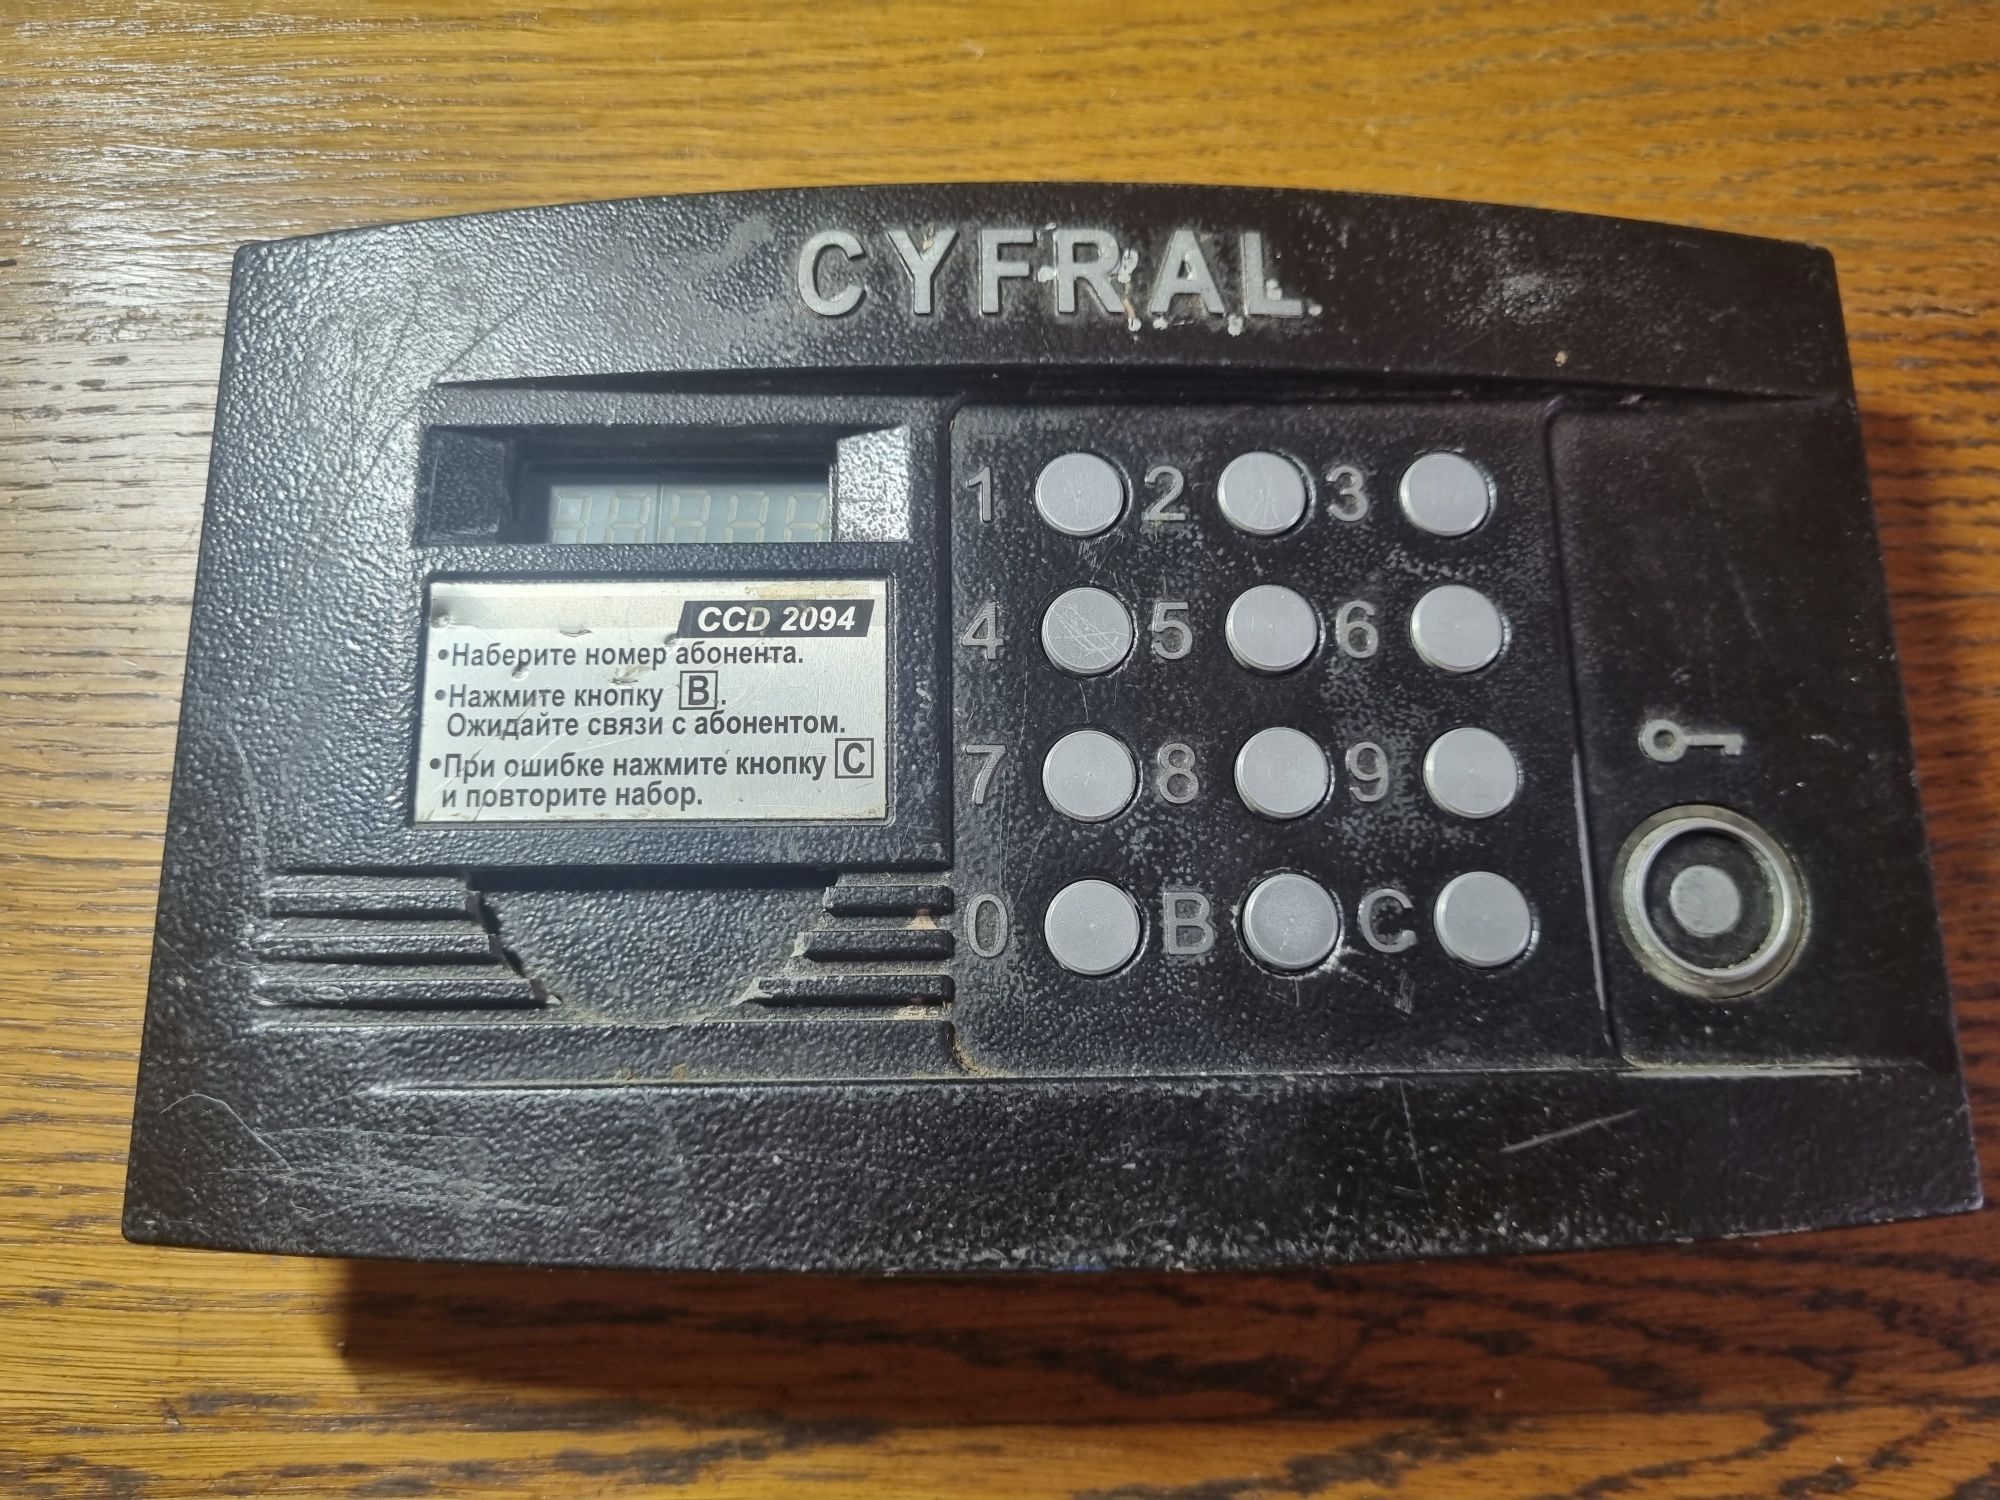 CYFRAL
CCD 2094
•Наберите номер абонента.
•Нажмите кнопку B.
Ожидайте связи с абонентом.
•При ошибке нажмите кнопку C
и повторите набор.
1 2 3
4 5 6
7 8 9
0 B C